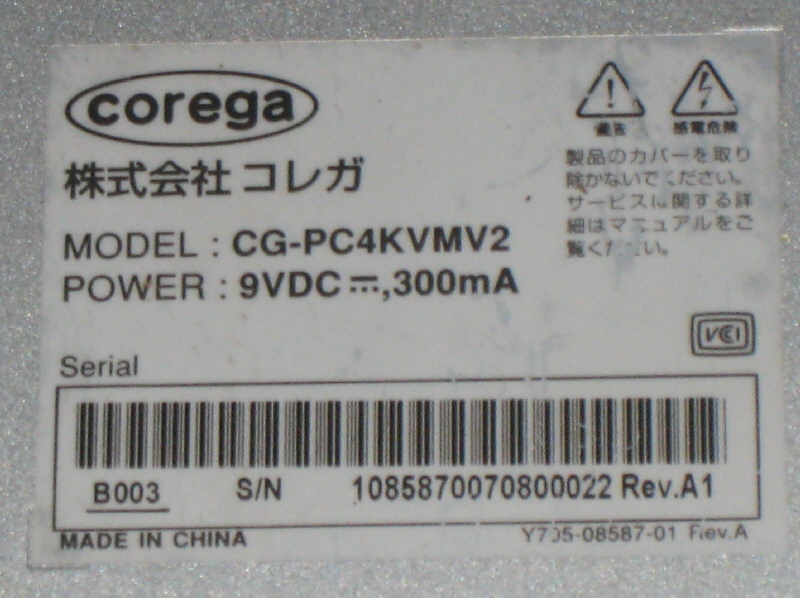 corega
株式会社 コレガ
MODEL : CG-PC4KVMV2
POWER : 9VDC ⎓,300mA
警告 感電危険
製品のカバーを取り
除かないでください。
サービスに関する詳
細はマニュアルをご
覧ください。
VCI
Serial
B003 S/N 1085870070800022 Rev.A1
MADE IN CHINA Y705-08587-01 Rev.A